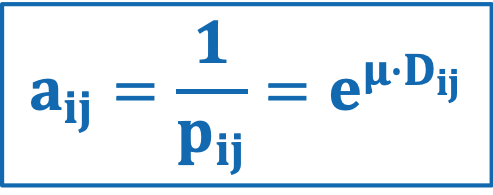 aᵢⱼ = 1/pᵢⱼ = e^(μ·Dᵢⱼ)